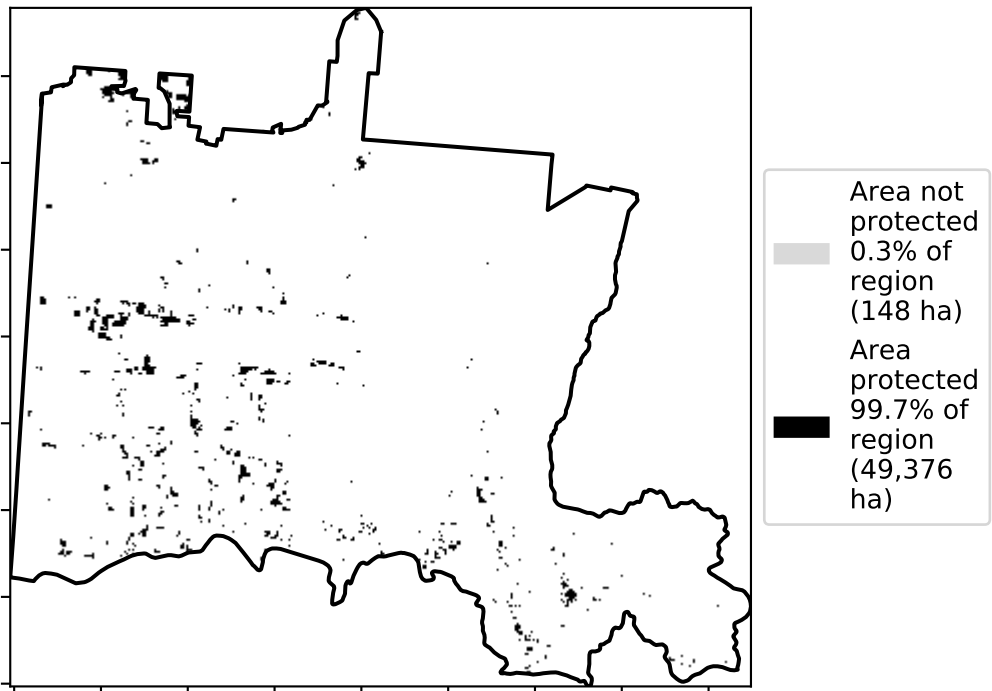 Area not
protected
0.3% of
region
(148 ha)
Area
protected
99.7% of
region
(49,376
ha)